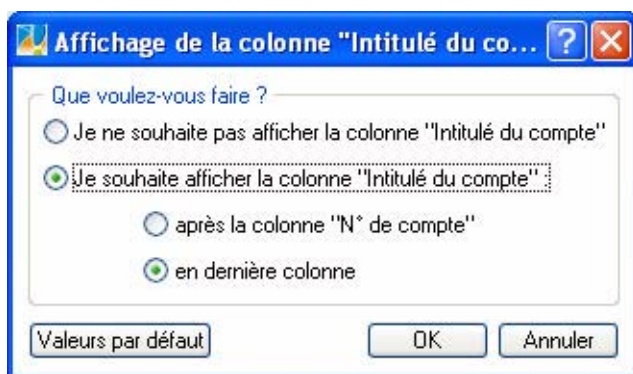 Affichage de la colonne "Intitulé du co...
Que voulez-vous faire ?
Je ne souhaite pas afficher la colonne "Intitulé du compte"
Je souhaite afficher la colonne "Intitulé du compte" :
après la colonne "N° de compte"
en dernière colonne
Valeurs par défaut OK Annuler